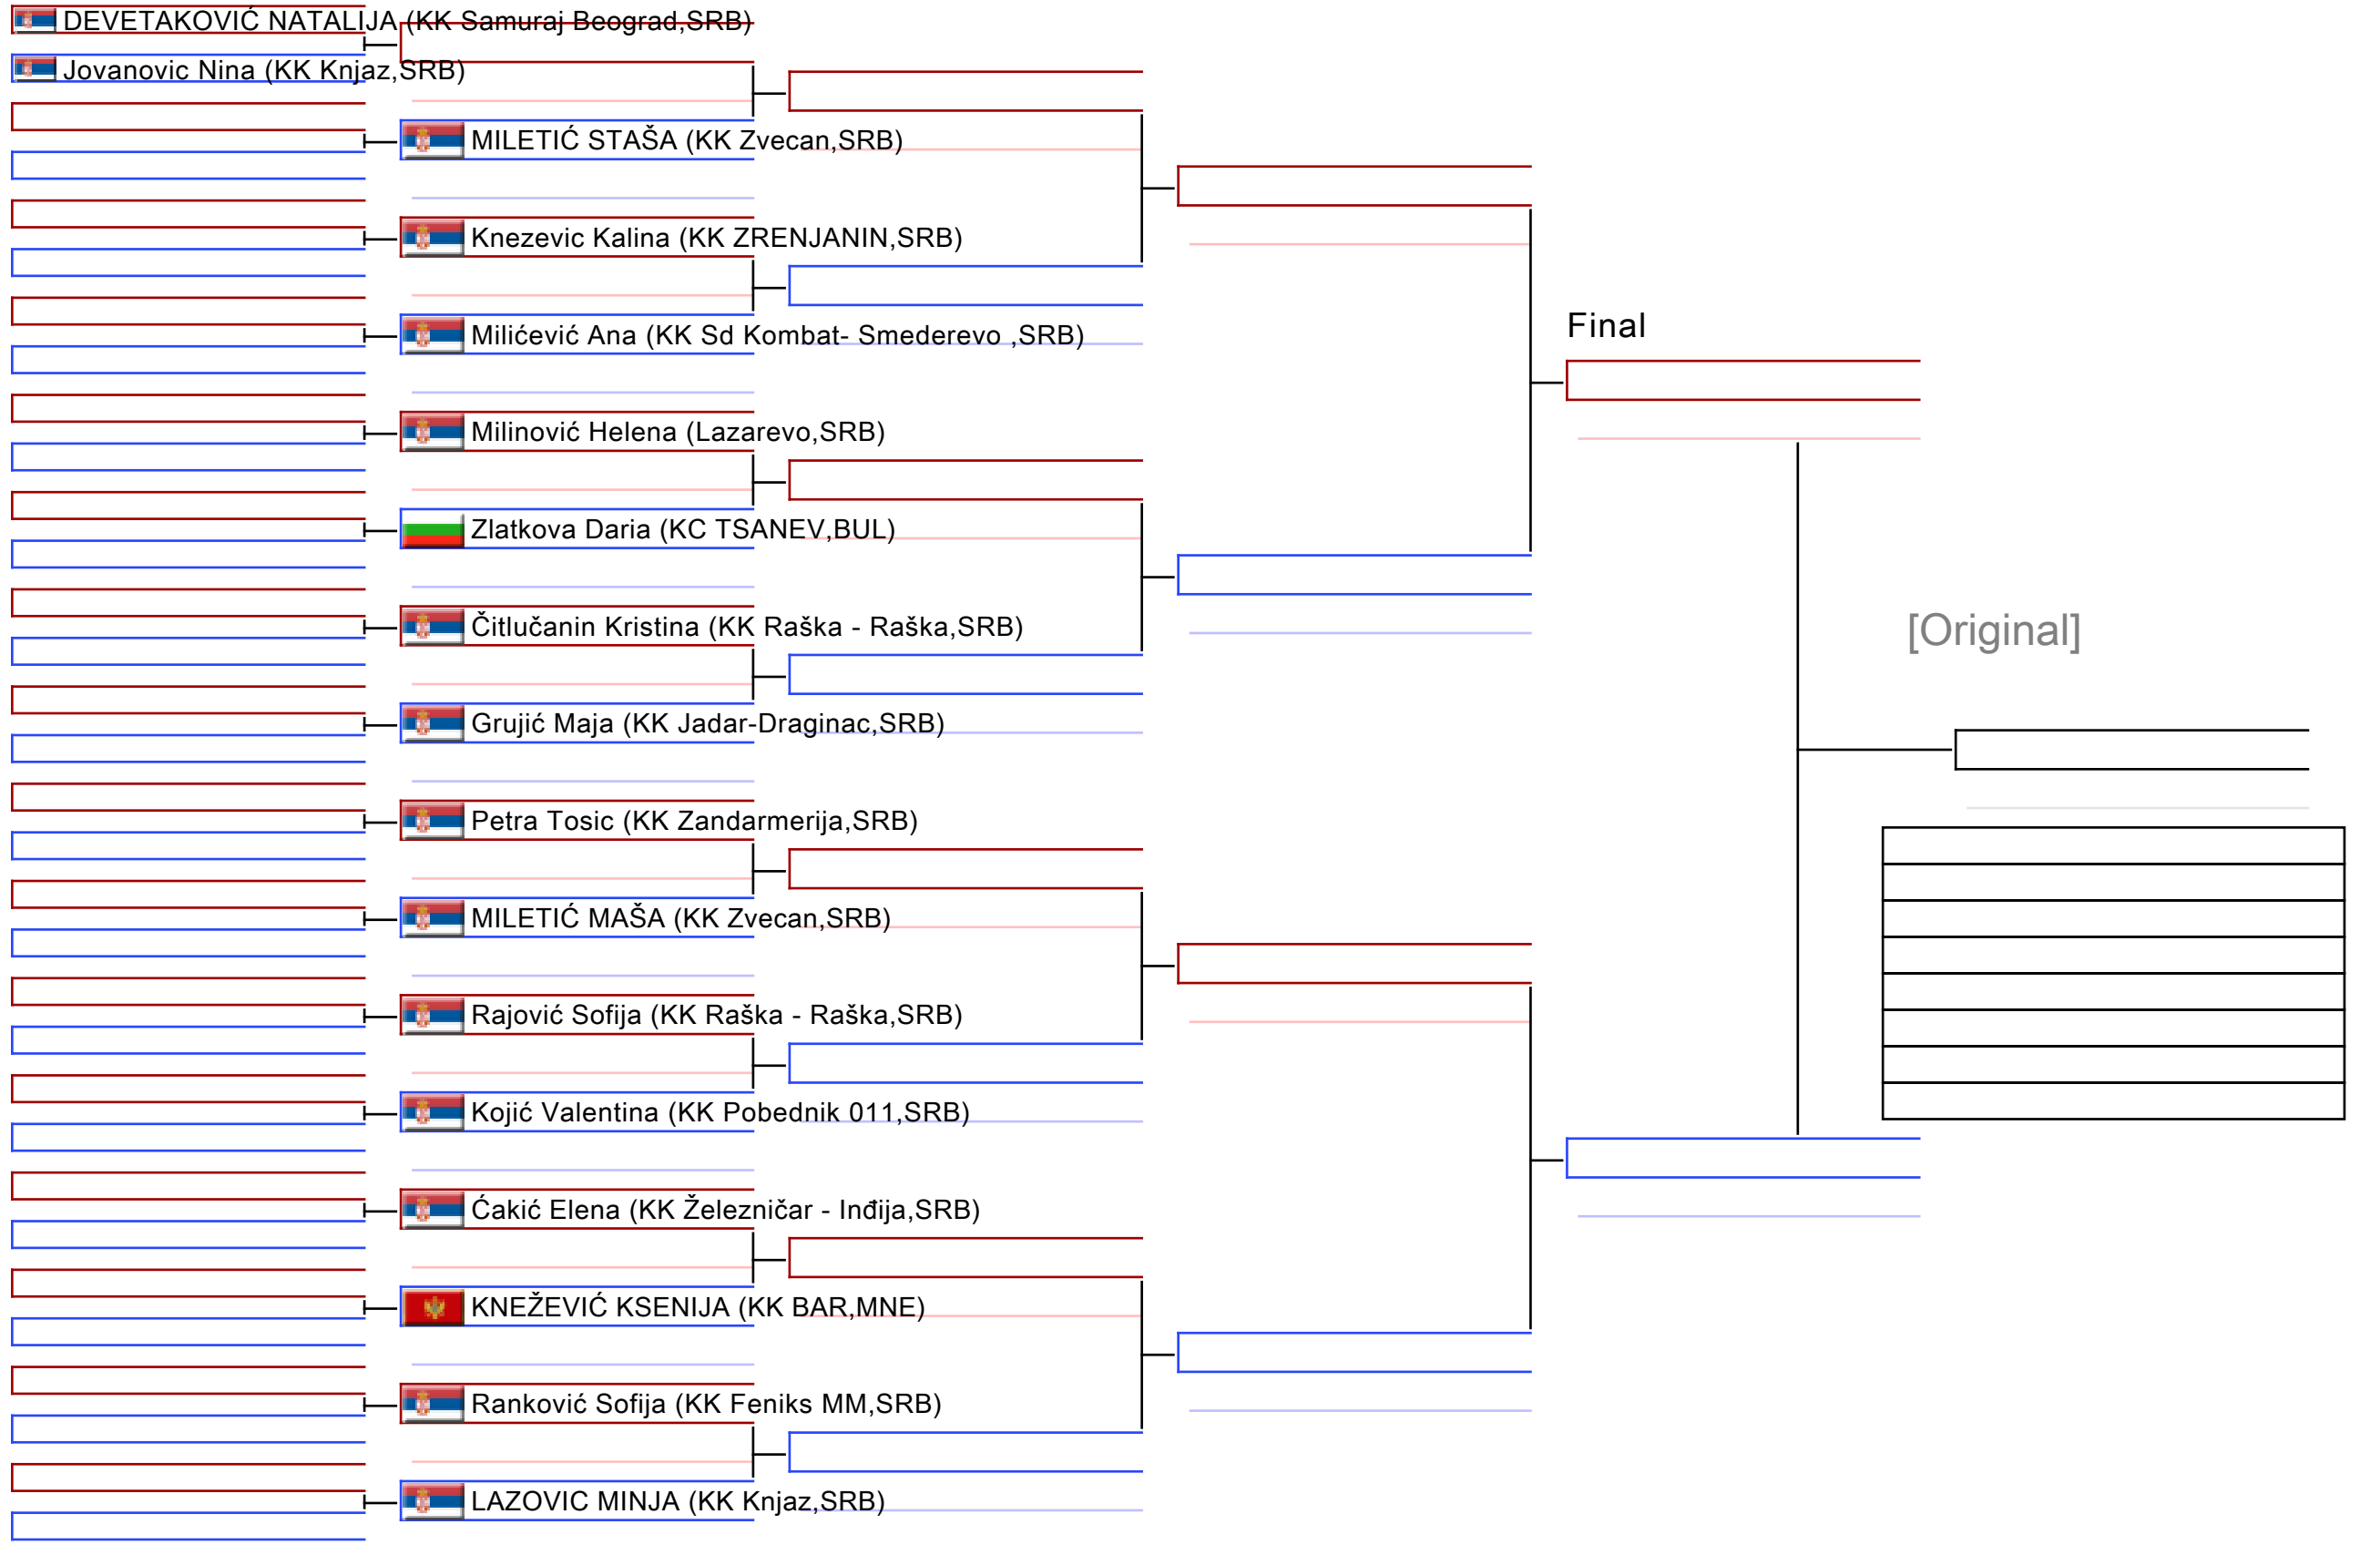 DEVETAKOVIĆ NATALIJA (KK Samuraj Beograd,SRB)
Jovanovic Nina (KK Knjaz,SRB)
MILETIĆ STAŠA (KK Zvecan,SRB)
Knezevic Kalina (KK ZRENJANIN,SRB)
Milićević Ana (KK Sd Kombat- Smederevo ,SRB)
Final
Milinović Helena (Lazarevo,SRB)
Zlatkova Daria (KC TSANEV,BUL)
Čitlučanin Kristina (KK Raška - Raška,SRB)
[Original]
Grujić Maja (KK Jadar-Draginac,SRB)
Petra Tosic (KK Zandarmerija,SRB)
MILETIĆ MAŠA (KK Zvecan,SRB)
Rajović Sofija (KK Raška - Raška,SRB)
Kojić Valentina (KK Pobednik 011,SRB)
Ćakić Elena (KK Železničar - Inđija,SRB)
KNEŽEVIĆ KSENIJA (KK BAR,MNE)
Ranković Sofija (KK Feniks MM,SRB)
LAZOVIC MINJA (KK Knjaz,SRB)